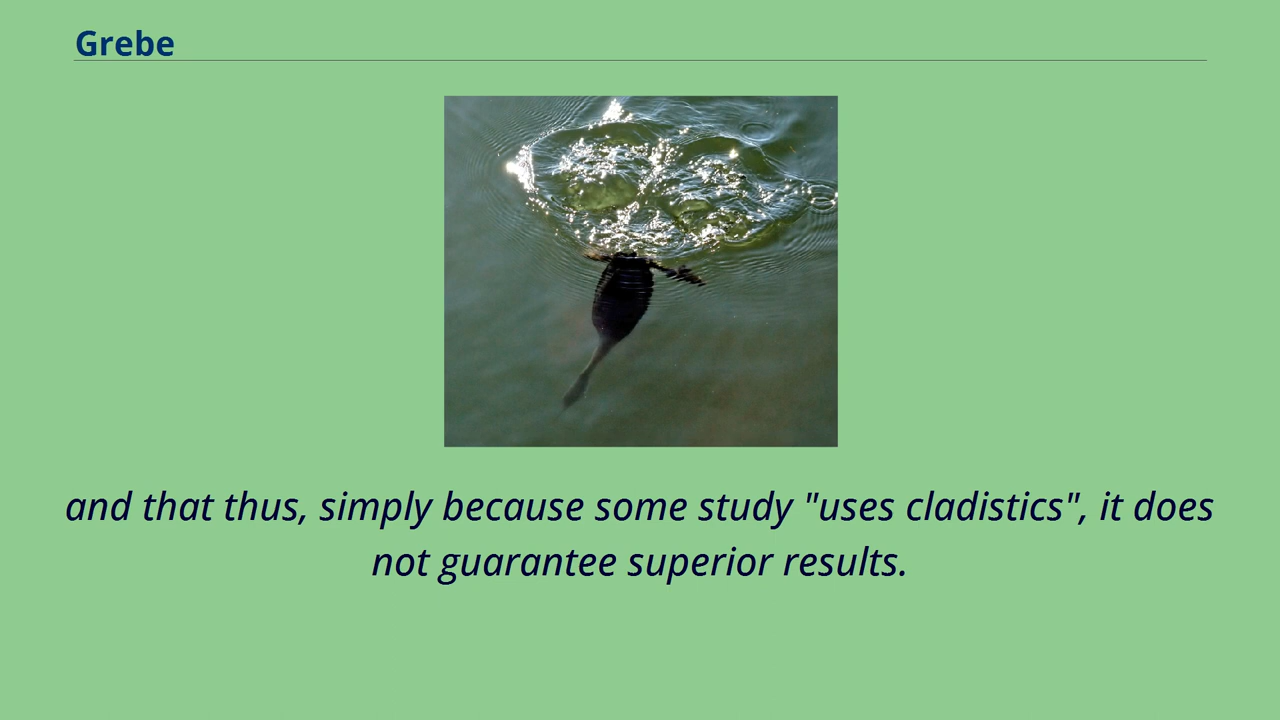 Grebe
and that thus, simply because some study "uses cladistics", it does
not guarantee superior results.